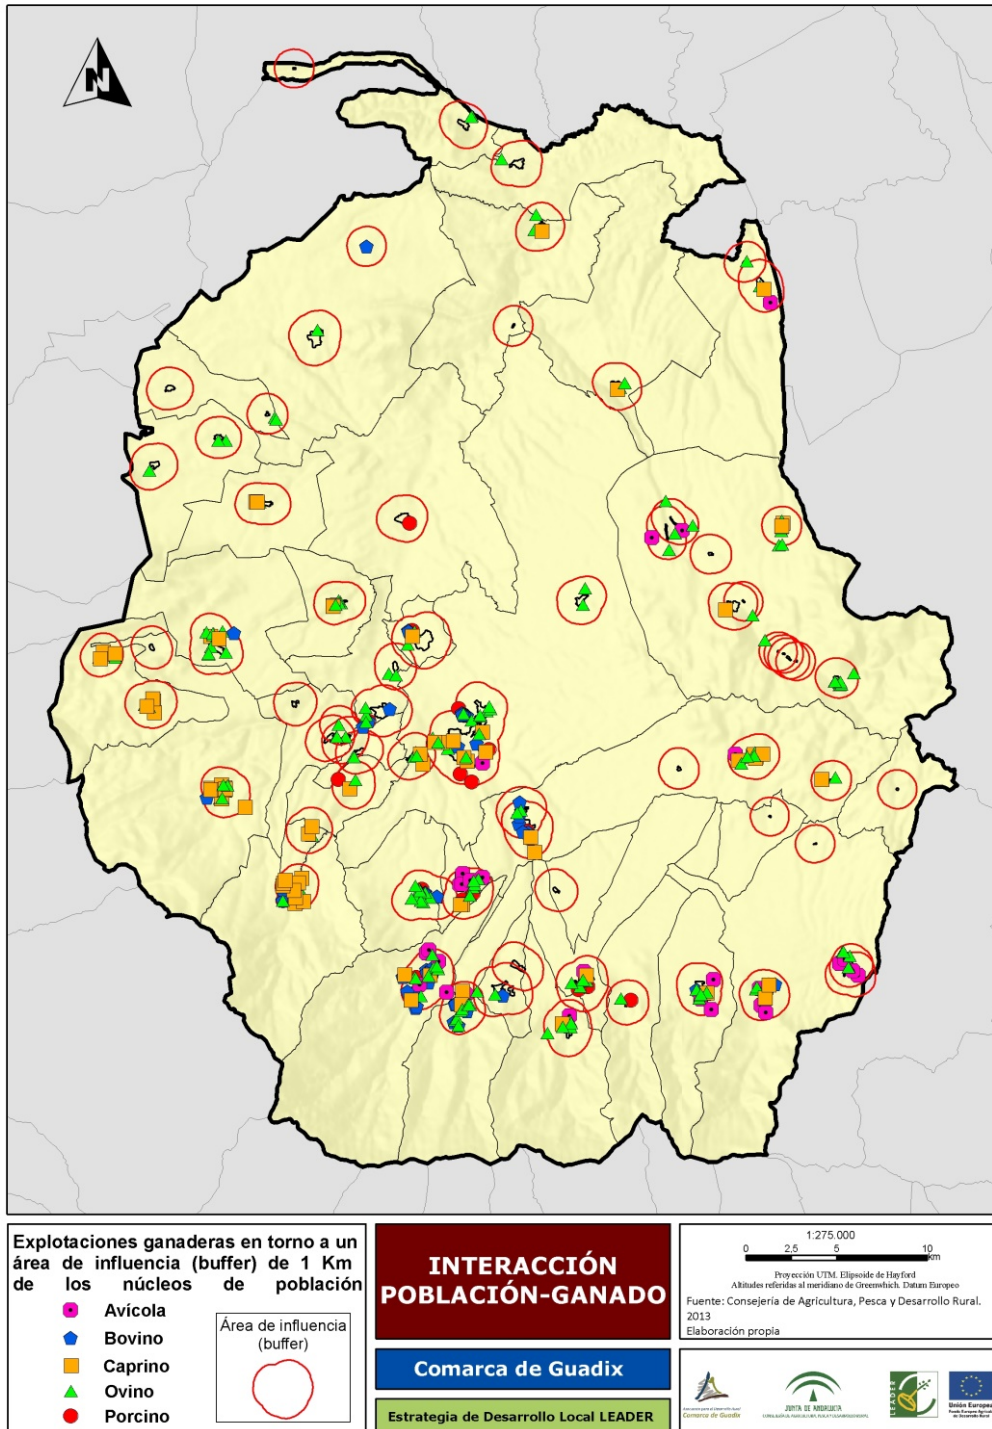 N
Explotaciones ganaderas en torno a un
área de influencia (buffer) de 1 Km
de los núcleos de población
Avícola
Bovino
Caprino
Ovino
Porcino
Área de influencia
(buffer)
INTERACCIÓN
POBLACIÓN-GANADO
Comarca de Guadix
Estrategia de Desarrollo Local LEADER
1:275.000
0 2,5 5 10
km
Proyección UTM. Elipsoide de Hayford
Altitudes referidas al meridiano de Greenwhich. Datum Europeo
Fuente: Consejería de Agricultura, Pesca y Desarrollo Rural.
2013
Elaboración propia
Comarca de Guadix
JUNTA DE ANDALUCIA
LEADER
Unión Europea